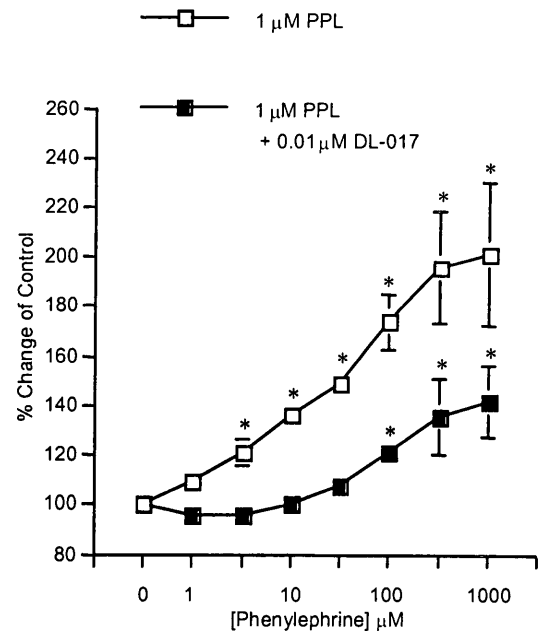 1 μM PPL
1 μM PPL
+ 0.01 μM DL-017
260
240
220
200
180
160
140
120
100
80
% Change of Control
* * * * * *
* * *
0 1 10 100 1000
[Phenylephrine] μM